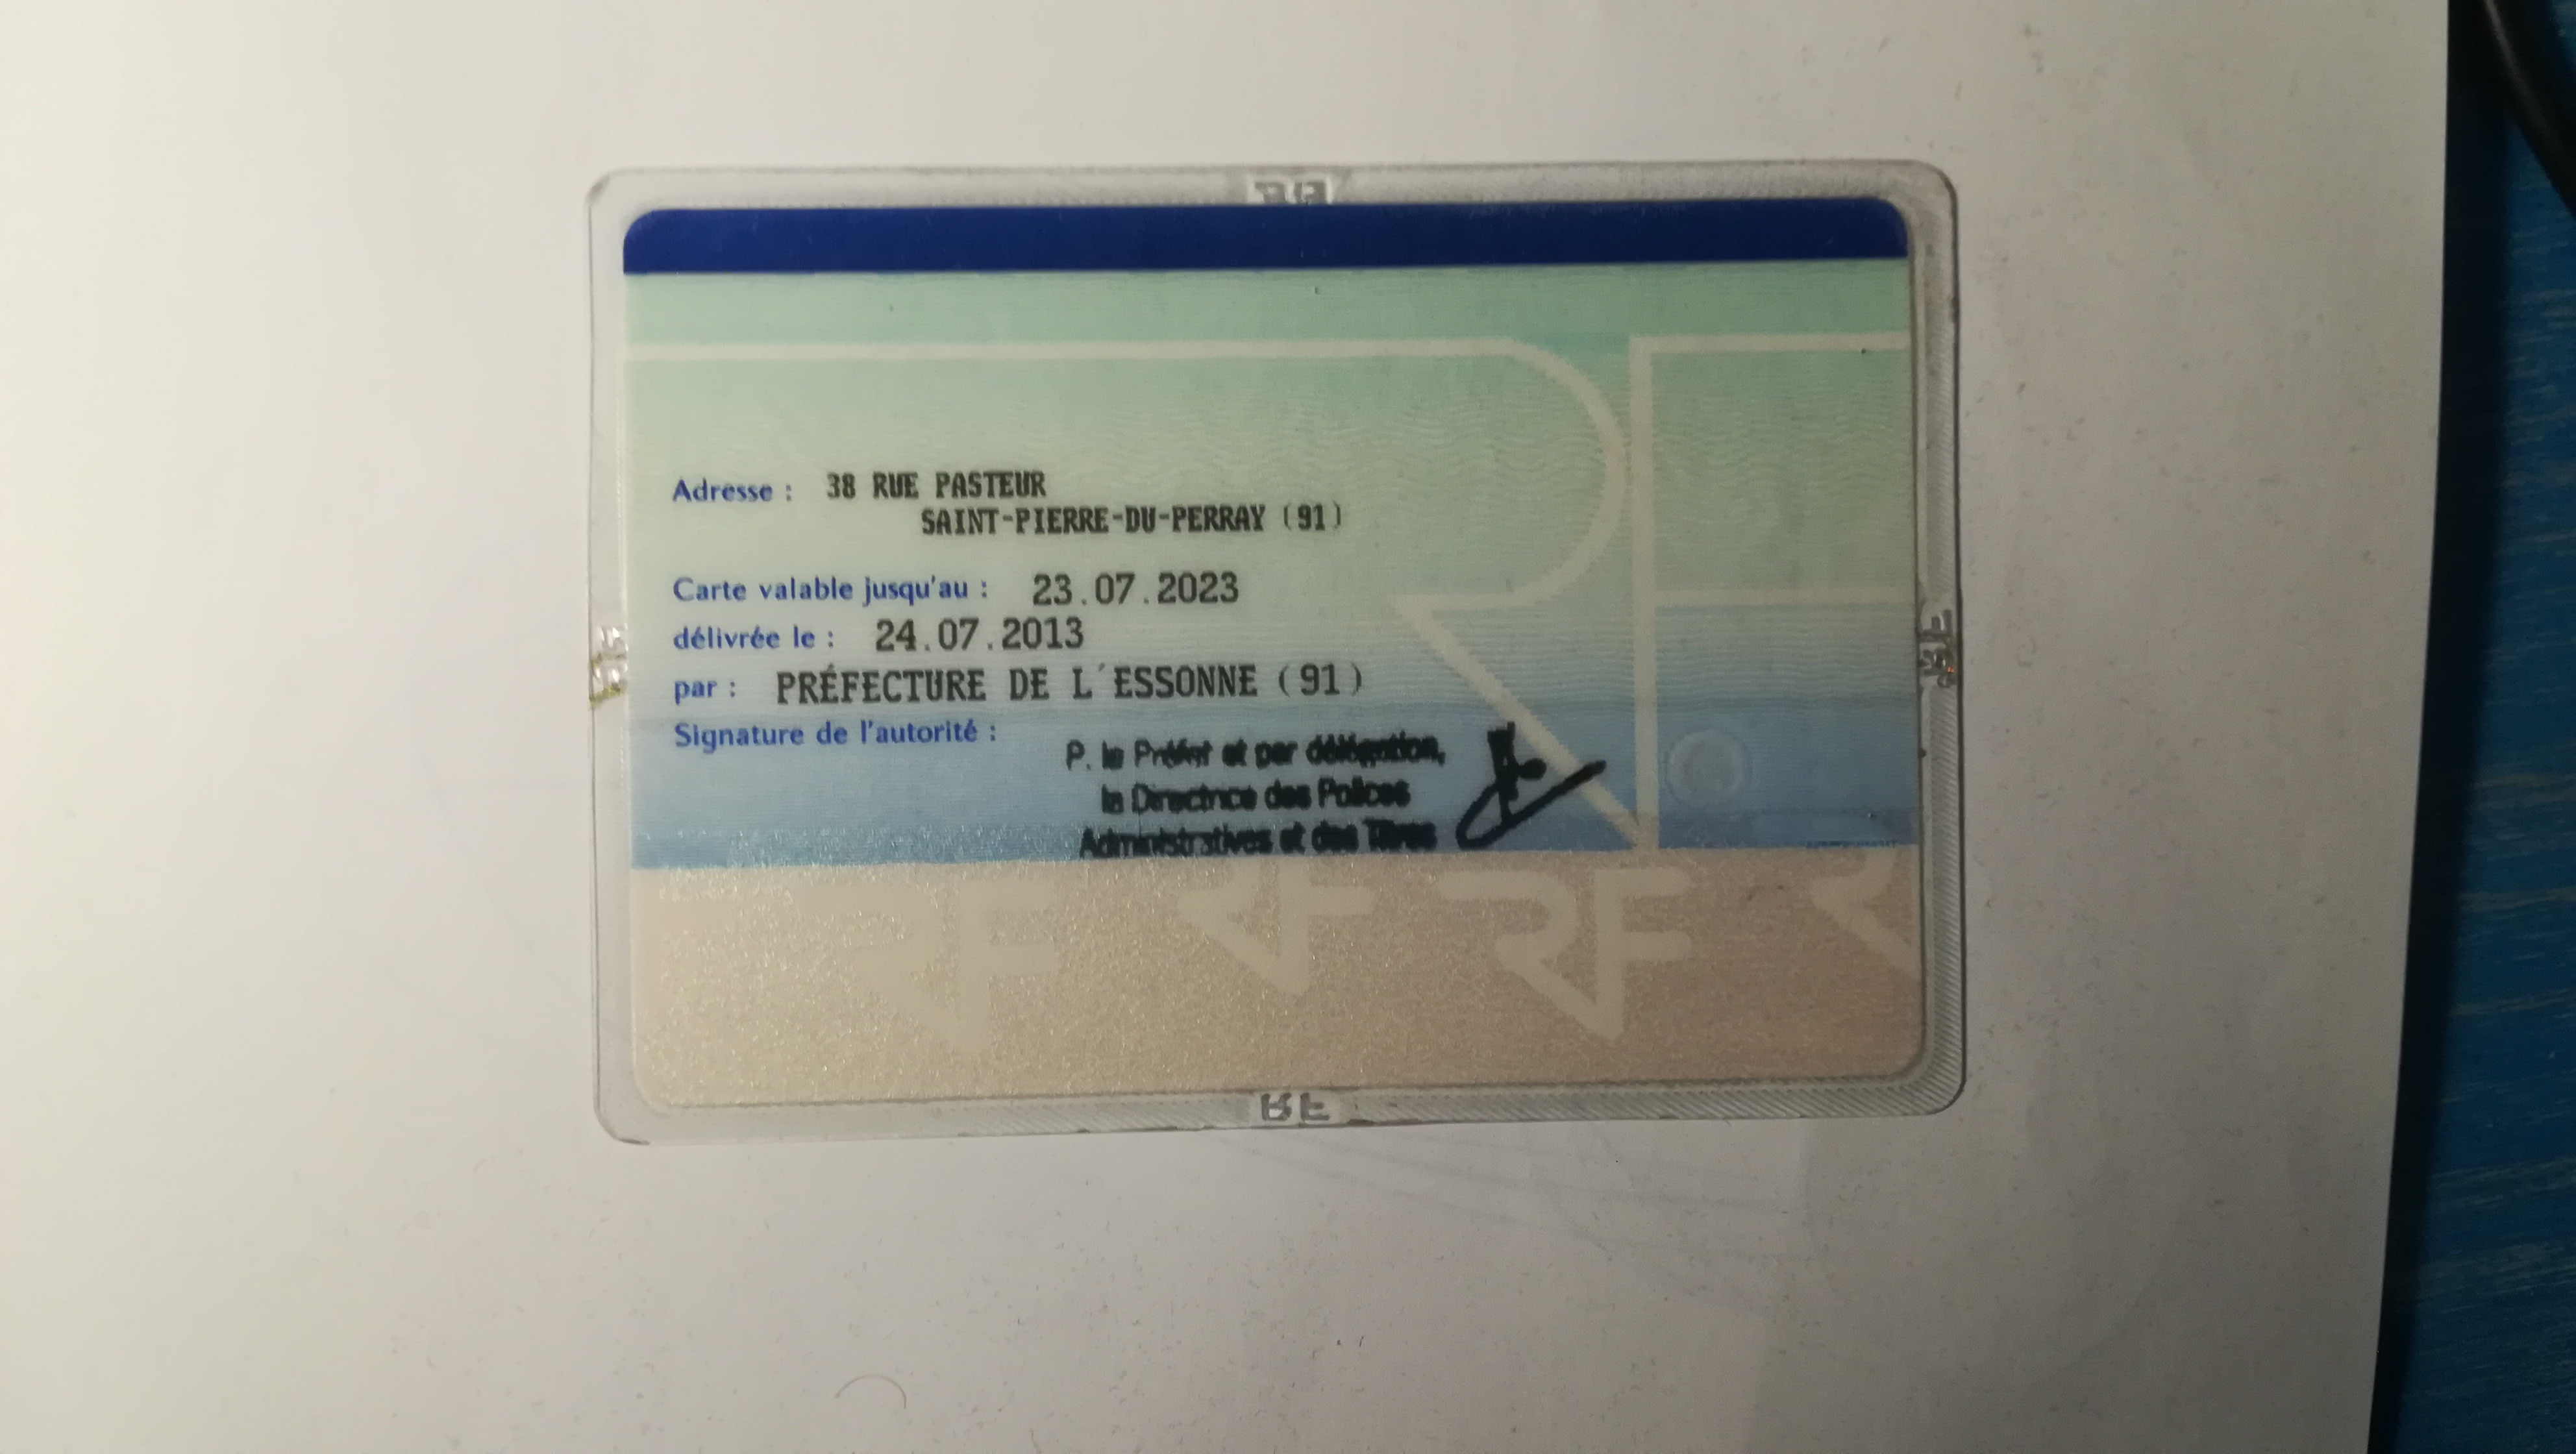 Adresse : 38 RUE PASTEUR
SAINT-PIERRE-DU-PERRAY (91)
Carte valable jusqu'au : 23.07.2023
délivrée le : 24.07.2013
par : PRÉFECTURE DE L'ESSONNE (91)
Signature de l'autorité :
P. le Préfet et par délégation,
la Directrice des Polices
Administratives et des Titres
RF RF RF
RF